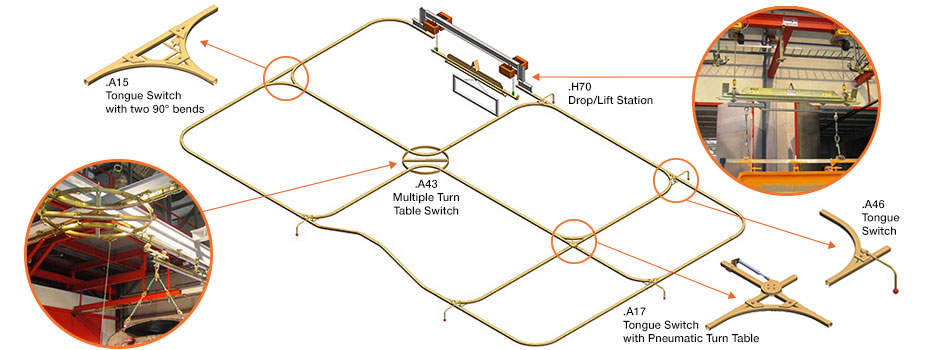 .A15
Tongue Switch
with two 90° bends
.H70
Drop/Lift Station
.A43
Multiple Turn
Table Switch
.A46
Tongue
Switch
.A17
Tongue Switch
with Pneumatic Turn Table